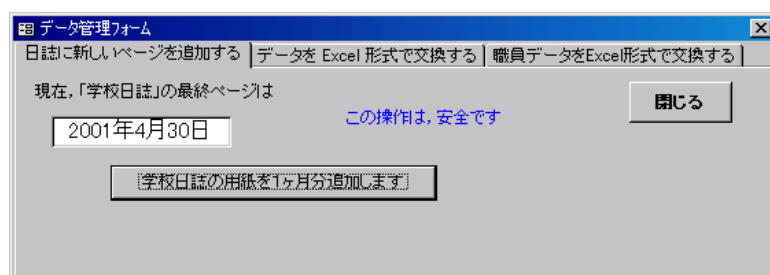 データ管理フォーム
日誌に新しいページを追加する データを Excel 形式で交換する 職員データをExcel形式で交換する
現在,「学校日誌」の最終ページは
この操作は,安全です
閉じる
2001年4月30日
学校日誌の用紙を1ヶ月分追加します